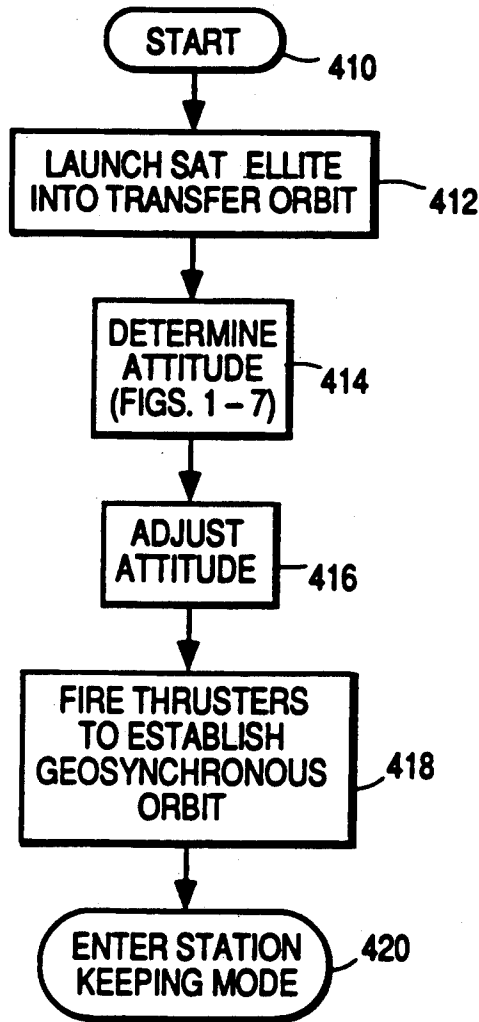 START
410
LAUNCH SAT ELLITE
INTO TRANSFER ORBIT
412
DETERMINE
ATTITUDE
(FIGS. 1 – 7)
414
ADJUST
ATTITUDE
416
FIRE THRUSTERS
TO ESTABLISH
GEOSYNCHRONOUS
ORBIT
418
ENTER STATION
KEEPING MODE
420